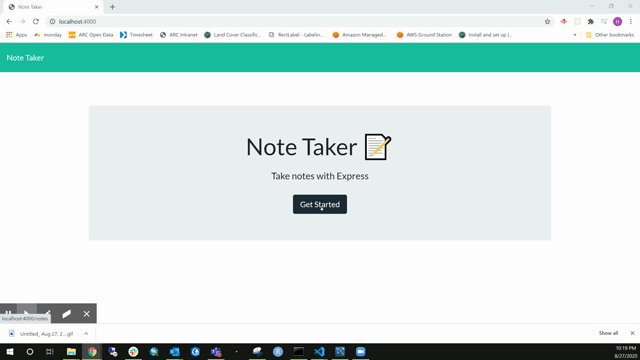 Note Taker
localhost:4000
Apps
monday
ARC Open Data
Timesheet
ARC Intranet
Land Cover Classific...
RectLabel - Labelin...
Amazon Managed...
AWS Ground Station
Install and set up (...
»
Other bookmarks
Note Taker
Note Taker
Take notes with Express
Get Started
localhost:4000/notes
Untitled_ Aug 27, 2....gif
Show all
10:19 PM
8/27/2020